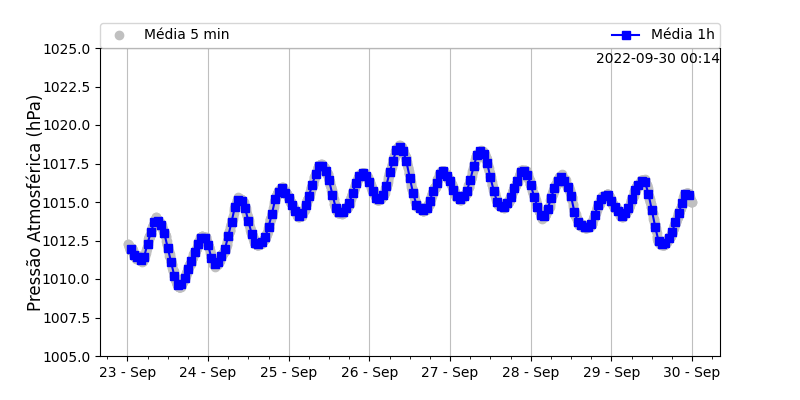 Média 5 min
Média 1h
2022-09-30 00:14
Pressão Atmosférica (hPa)
1025.0
1022.5
1020.0
1017.5
1015.0
1012.5
1010.0
1007.5
1005.0
23 - Sep
24 - Sep
25 - Sep
26 - Sep
27 - Sep
28 - Sep
29 - Sep
30 - Sep